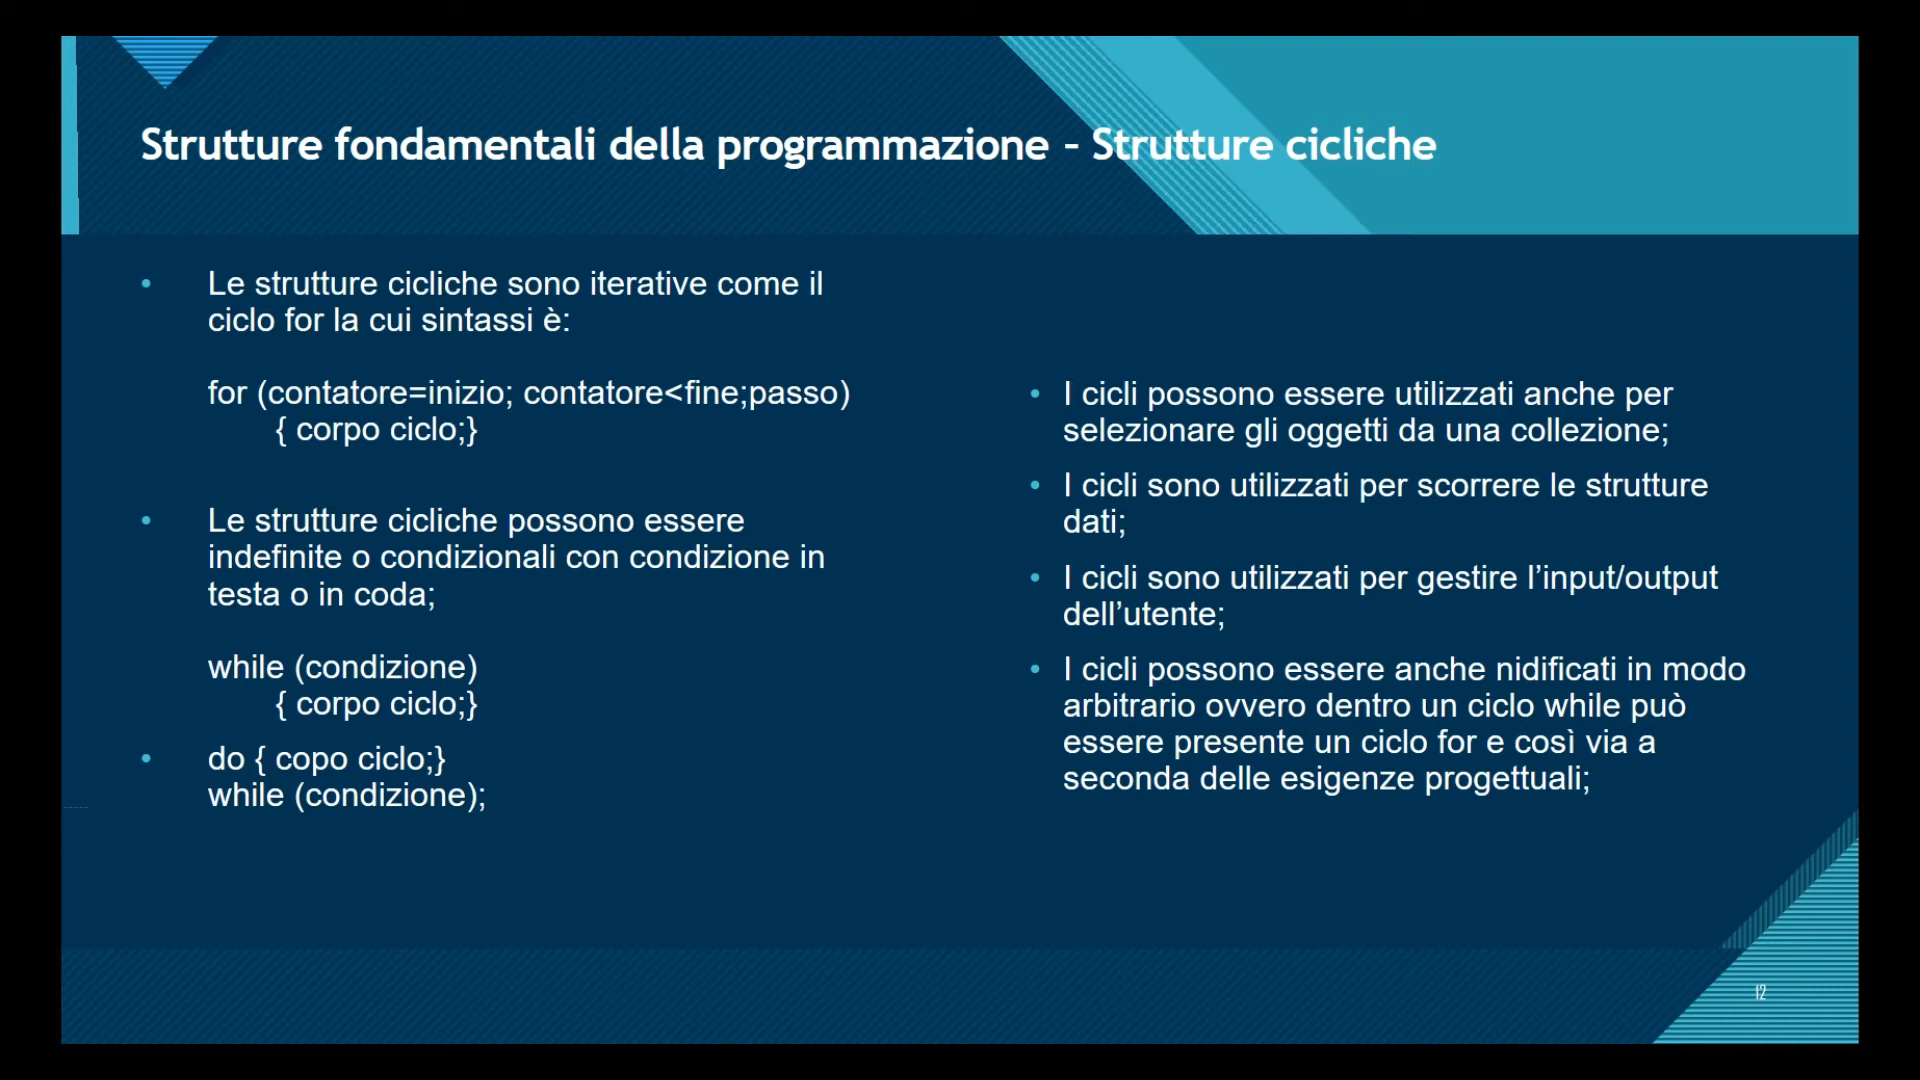 Strutture fondamentali della programmazione – Strutture cicliche
• Le strutture cicliche sono iterative come il
ciclo for la cui sintassi è:
for (contatore=inizio; contatore<fine;passo)
{ corpo ciclo;}
• Le strutture cicliche possono essere
indefinite o condizionali con condizione in
testa o in coda;
while (condizione)
{ corpo ciclo;}
• do { copo ciclo;}
while (condizione);
• I cicli possono essere utilizzati anche per
selezionare gli oggetti da una collezione;
• I cicli sono utilizzati per scorrere le strutture
dati;
• I cicli sono utilizzati per gestire l’input/output
dell’utente;
• I cicli possono essere anche nidificati in modo
arbitrario ovvero dentro un ciclo while può
essere presente un ciclo for e così via a
seconda delle esigenze progettuali;
12